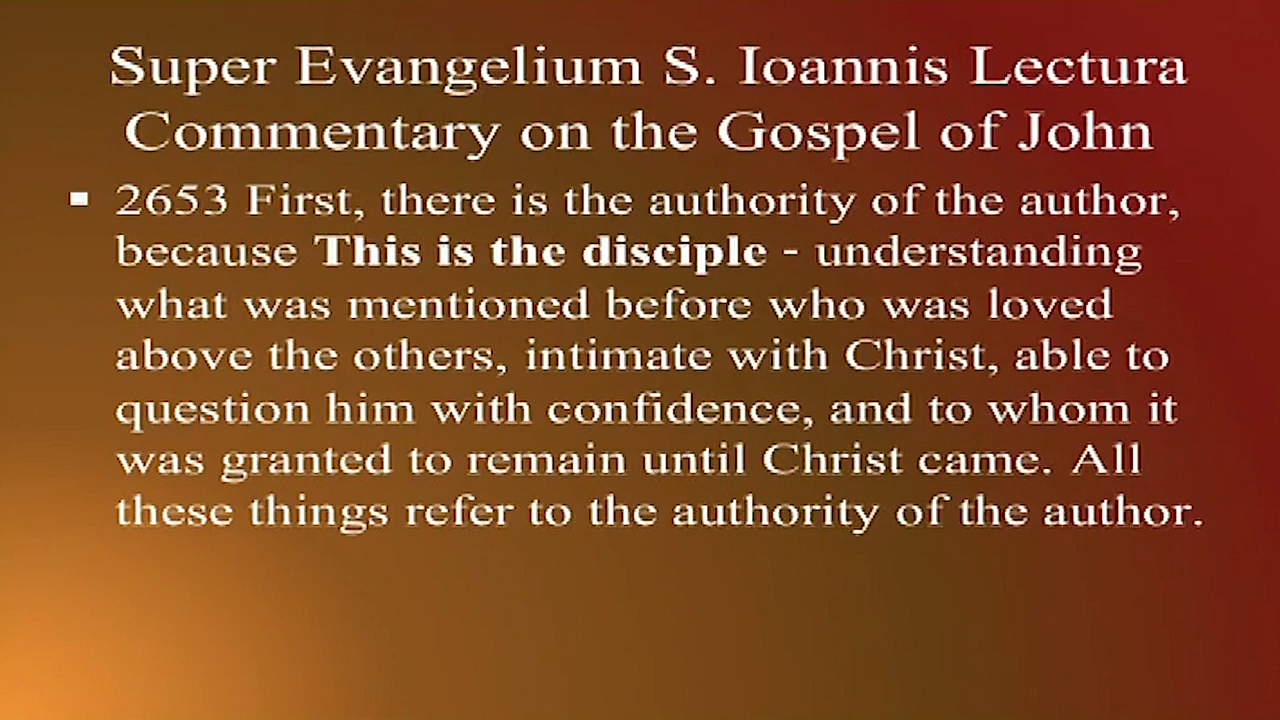 Super Evangelium S. Ioannis Lectura
Commentary on the Gospel of John
▪ 2653 First, there is the authority of the author,
because This is the disciple - understanding
what was mentioned before who was loved
above the others, intimate with Christ, able to
question him with confidence, and to whom it
was granted to remain until Christ came. All
these things refer to the authority of the author.